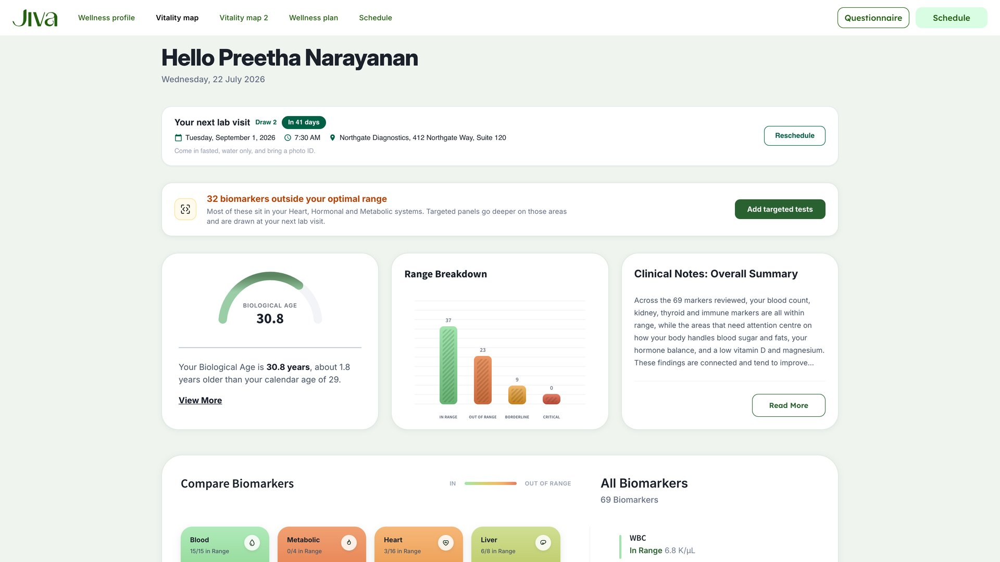 Jiva
Wellness profile
Vitality map
Vitality map 2
Wellness plan
Schedule
Questionnaire
Schedule
Hello Preetha Narayanan
Wednesday, 22 July 2026
Your next lab visit Draw 2 In 41 days
Tuesday, September 1, 2026 7:30 AM Northgate Diagnostics, 412 Northgate Way, Suite 120
Come in fasted, water only, and bring a photo ID.
Reschedule
32 biomarkers outside your optimal range
Most of these sit in your Heart, Hormonal and Metabolic systems. Targeted panels go deeper on those areas
and are drawn at your next lab visit.
Add targeted tests
BIOLOGICAL AGE
30.8
Your Biological Age is 30.8 years, about 1.8
years older than your calendar age of 29.
View More
Range Breakdown
37
23
9
0
IN RANGE
OUT OF RANGE
BORDERLINE
CRITICAL
Clinical Notes: Overall Summary
Across the 69 markers reviewed, your blood count,
kidney, thyroid and immune markers are all within
range, while the areas that need attention centre on
how your body handles blood sugar and fats, your
hormone balance, and a low vitamin D and magnesium.
These findings are connected and tend to improve...
Read More
Compare Biomarkers
IN
OUT OF RANGE
Blood
15/15 in Range
Metabolic
0/4 in Range
Heart
3/16 in Range
Liver
6/8 in Range
All Biomarkers
69 Biomarkers
WBC
In Range 6.8 K/μL